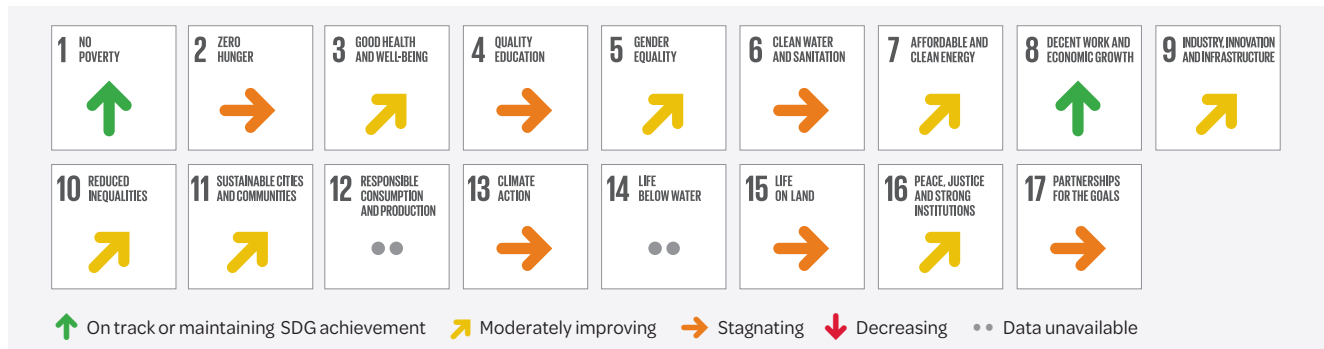 1 NO POVERTY
2 ZERO HUNGER
3 GOOD HEALTH AND WELL-BEING
4 QUALITY EDUCATION
5 GENDER EQUALITY
6 CLEAN WATER AND SANITATION
7 AFFORDABLE AND CLEAN ENERGY
8 DECENT WORK AND ECONOMIC GROWTH
9 INDUSTRY, INNOVATION AND INFRASTRUCTURE
10 REDUCED INEQUALITIES
11 SUSTAINABLE CITIES AND COMMUNITIES
12 RESPONSIBLE CONSUMPTION AND PRODUCTION
13 CLIMATE ACTION
14 LIFE BELOW WATER
15 LIFE ON LAND
16 PEACE, JUSTICE AND STRONG INSTITUTIONS
17 PARTNERSHIPS FOR THE GOALS
On track or maintaining SDG achievement
Moderately improving
Stagnating
Decreasing
Data unavailable